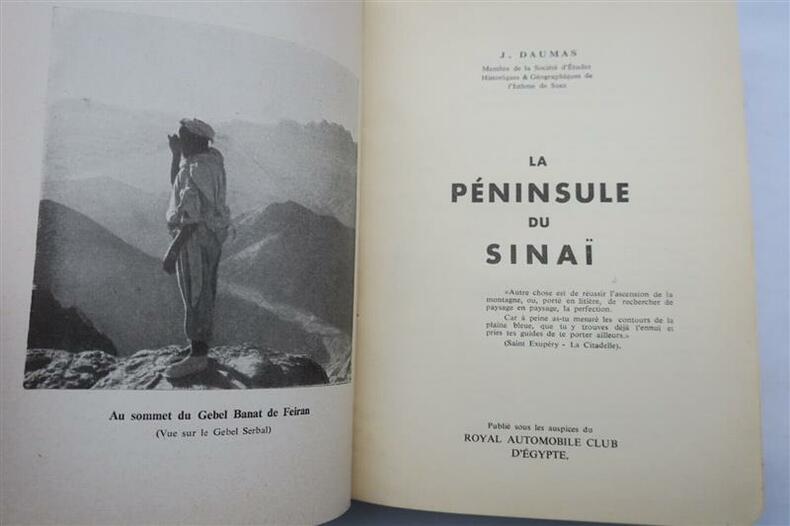 Au sommet du Gebel Banat de Feiran
(Vue sur le Gebel Serbal)
J. DAUMAS
Membre de la Société d'Études
Historiques & Géographiques de
l'Isthme de Suez
LA
PÉNINSULE
DU
SINAÏ
«Autre chose est de réussir l'ascension de la
montagne, ou, porté en litière, de rechercher de
paysage en paysage, la perfection.
Car à peine as-tu mesuré les contours de la
plaine bleue, que tu y trouves déjà l'ennui et
pries tes guides de te porter ailleurs.»
(Saint Exupéry - La Citadelle).
Publié sous les auspices du
ROYAL AUTOMOBILE CLUB
D'ÉGYPTE.